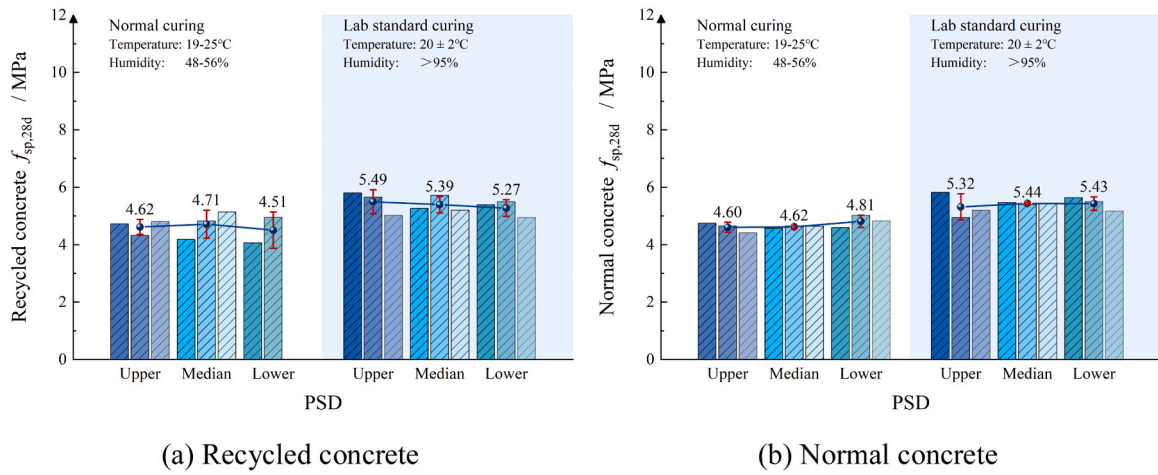 Recycled concrete fsp,28d / MPa
12
10
8
6
4
2
0
Normal curing
Temperature: 19-25℃
Humidity: 48-56%
Lab standard curing
Temperature: 20 ± 2℃
Humidity: ＞95%
4.62
4.71
4.51
5.49
5.39
5.27
Upper Median Lower Upper Median Lower
PSD
(a) Recycled concrete
Normal concrete fsp,28d / MPa
12
10
8
6
4
2
0
Normal curing
Temperature: 19-25℃
Humidity: 48-56%
Lab standard curing
Temperature: 20 ± 2℃
Humidity: ＞95%
4.60
4.62
4.81
5.32
5.44
5.43
Upper Median Lower Upper Median Lower
PSD
(b) Normal concrete